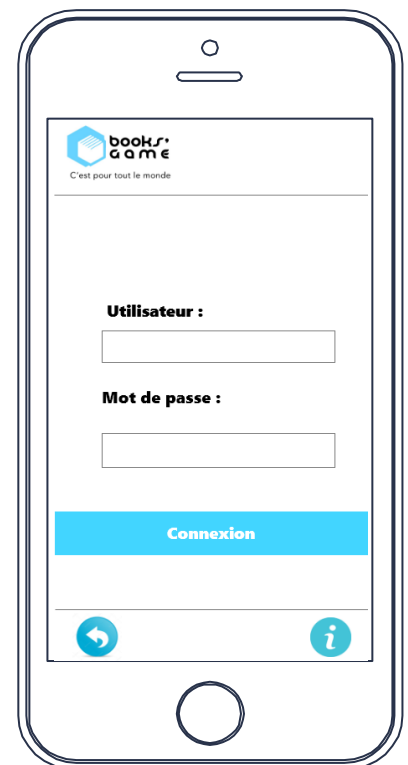 books·
game
C'est pour tout le monde
Utilisateur :
Mot de passe :
Connexion
i